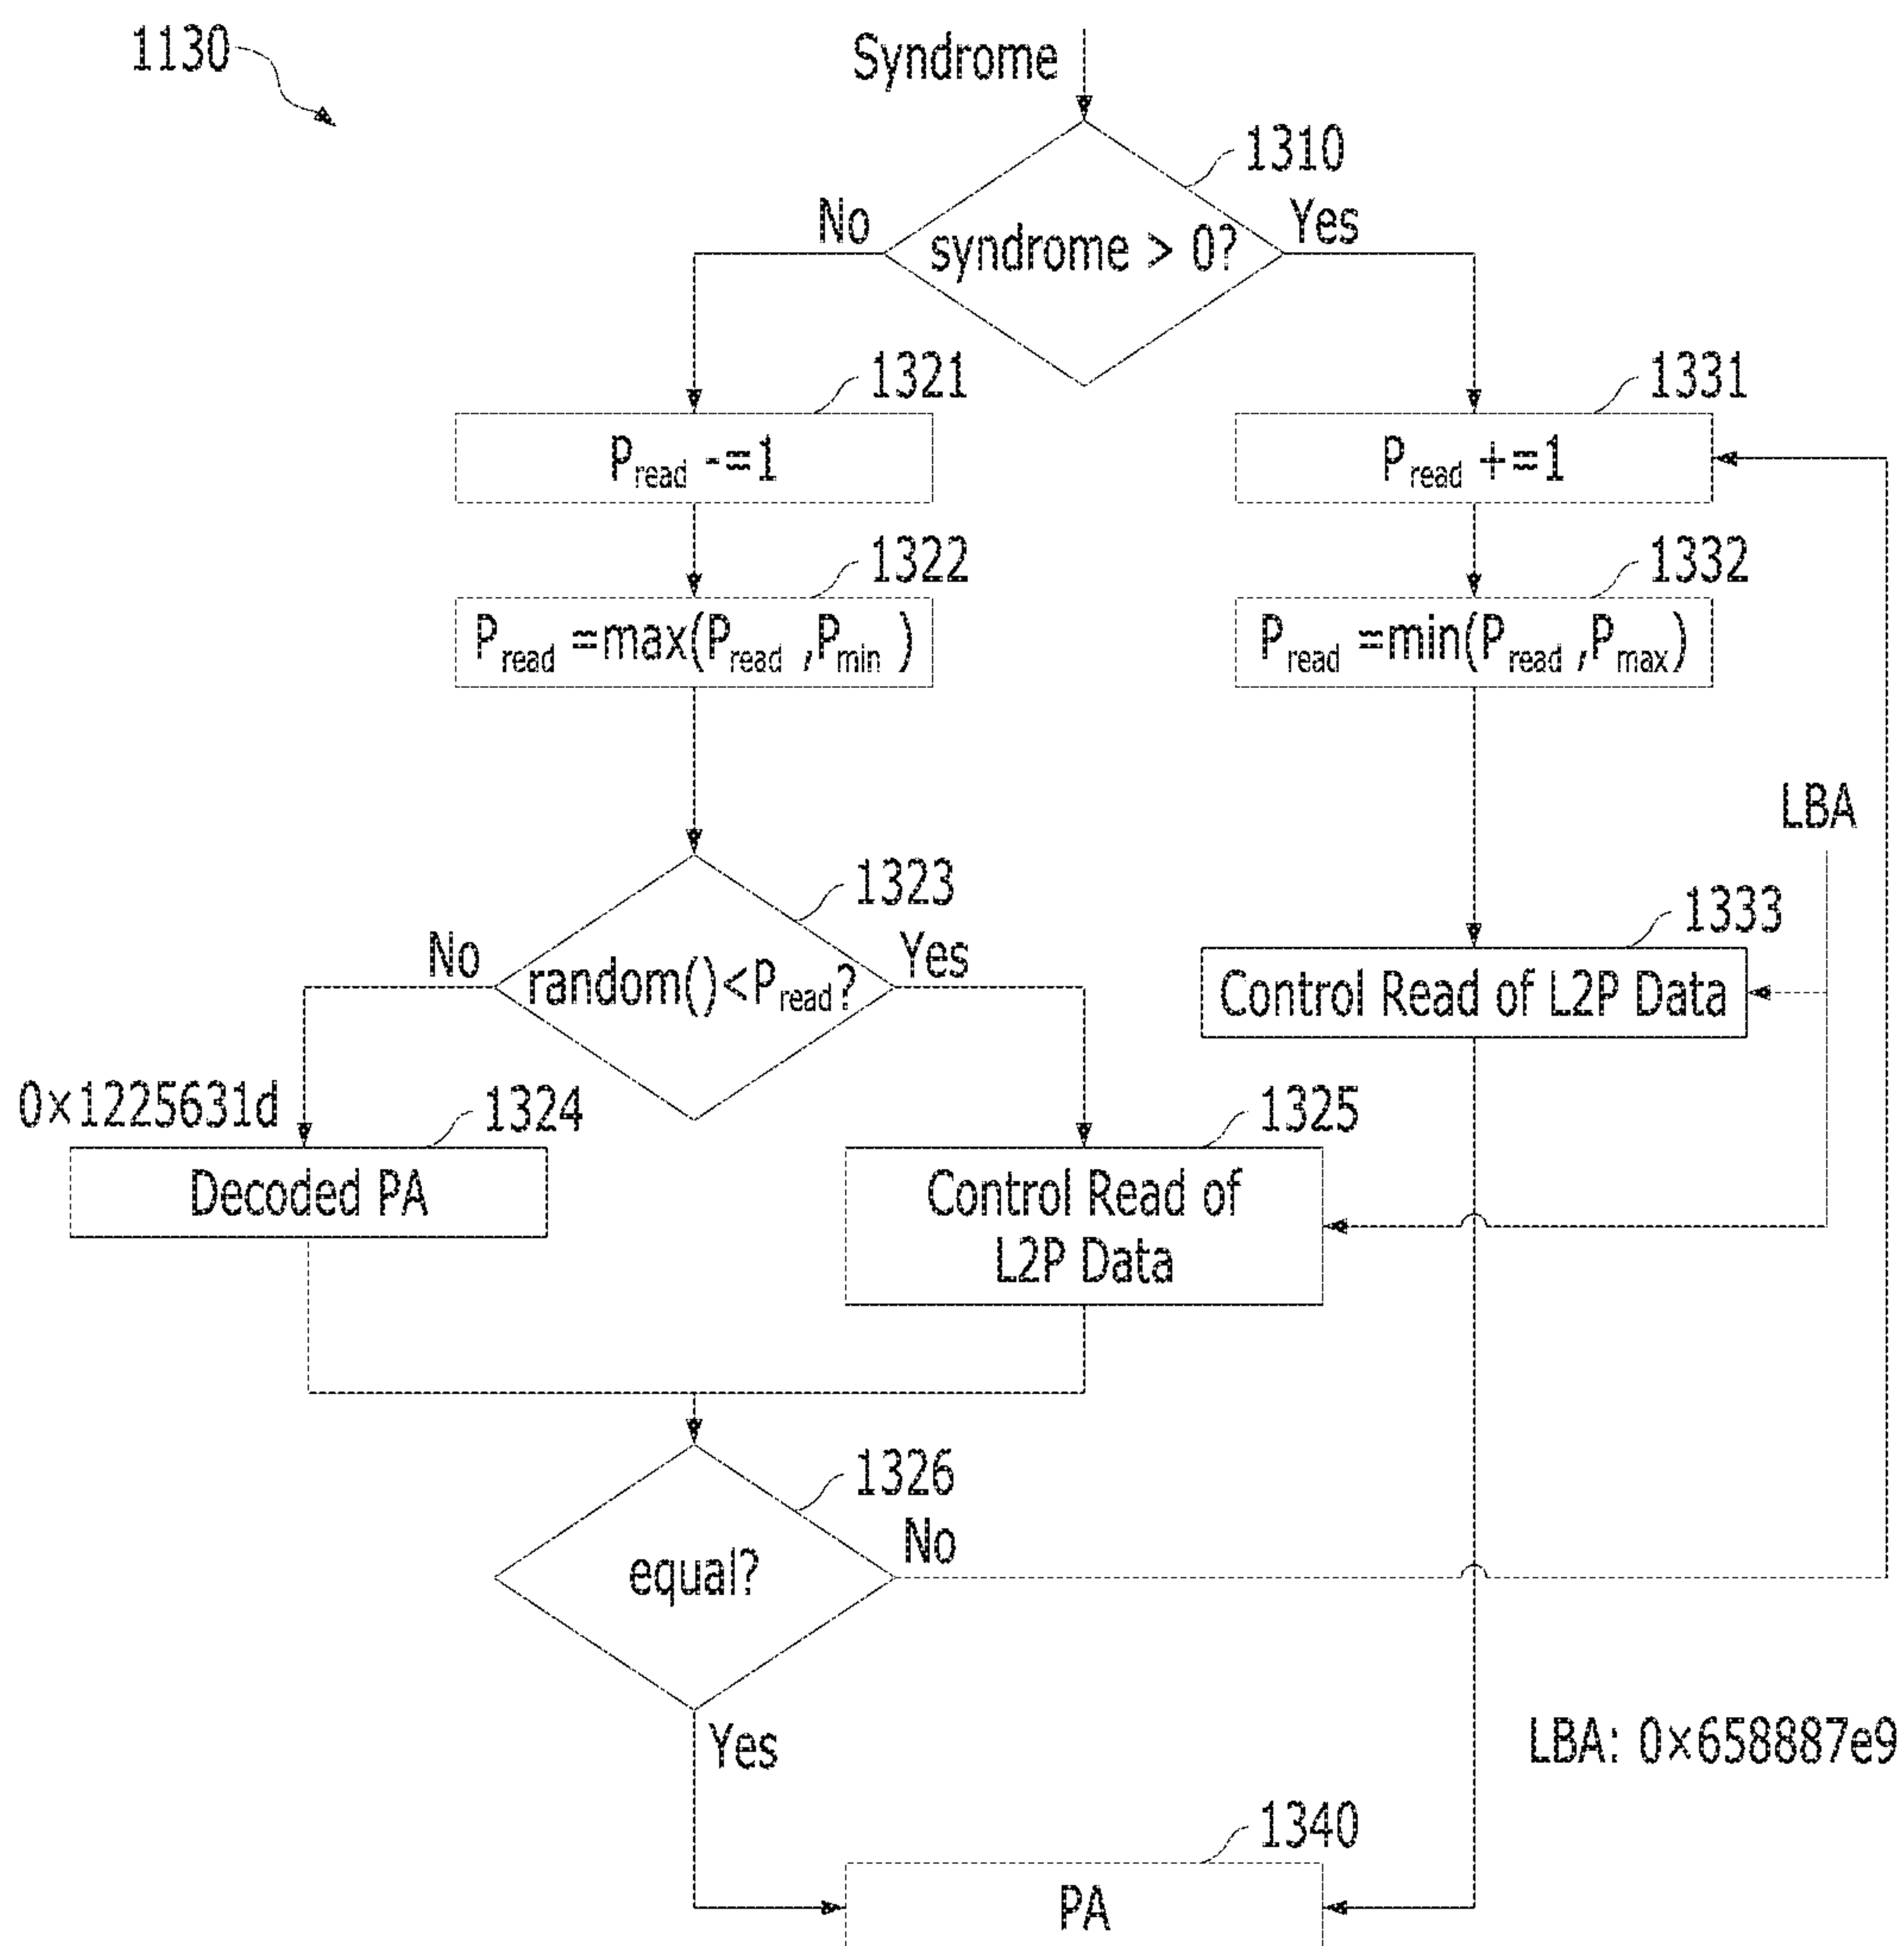 1130
Syndrome
1310
No
syndrome > 0?
Yes
1321
1331
Pread -=1
Pread +=1
1322
1332
Pread =max(Pread ,Pmin )
Pread =min(Pread ,Pmax)
LBA
1323
1333
No
random()<Pread?
Yes
Control Read of L2P Data
0×1225631d
1324
1325
Decoded PA
Control Read of
L2P Data
1326
No
equal?
Yes
LBA: 0×658887e9
1340
PA